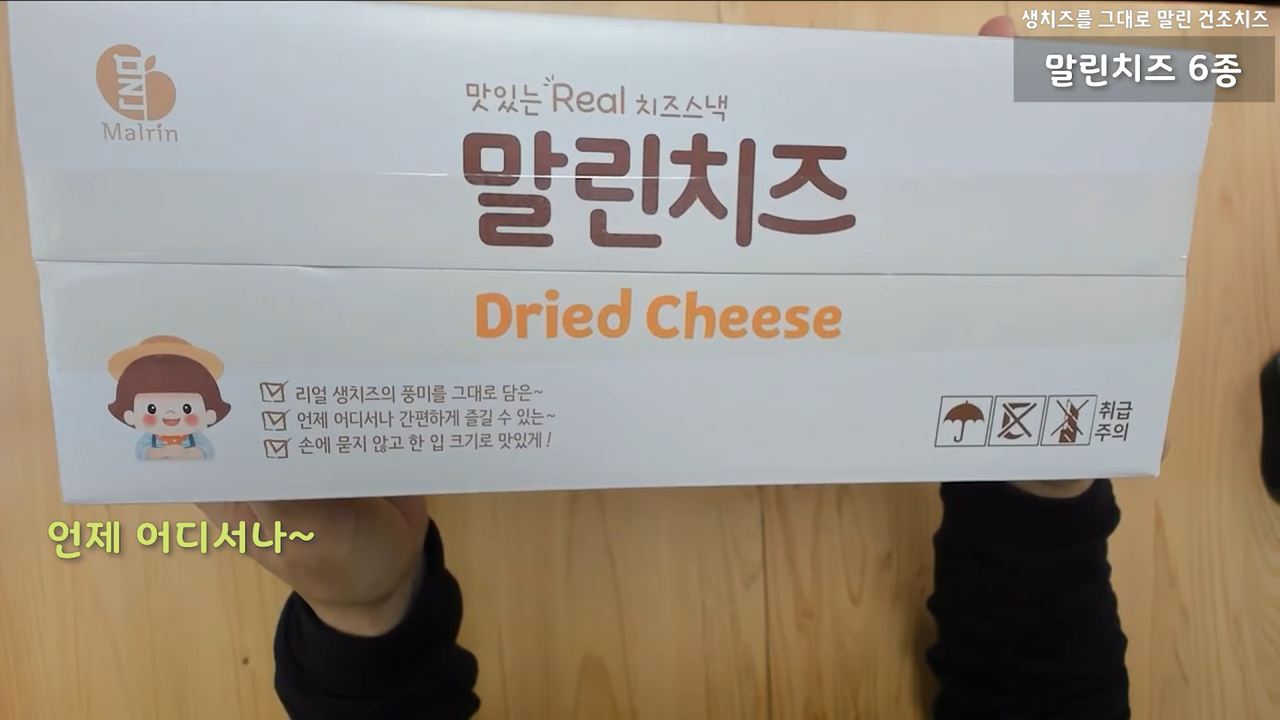 생치즈를 그대로 말린 건조치즈
말린치즈 6종
말린
Malrin
맛있는 Real 치즈스낵
말린치즈
Dried Cheese
리얼 생치즈의 풍미를 그대로 담은~
언제 어디서나 간편하게 즐길 수 있는~
손에 묻지 않고 한 입 크기로 맛있게!
취급
주의
언제 어디서나~